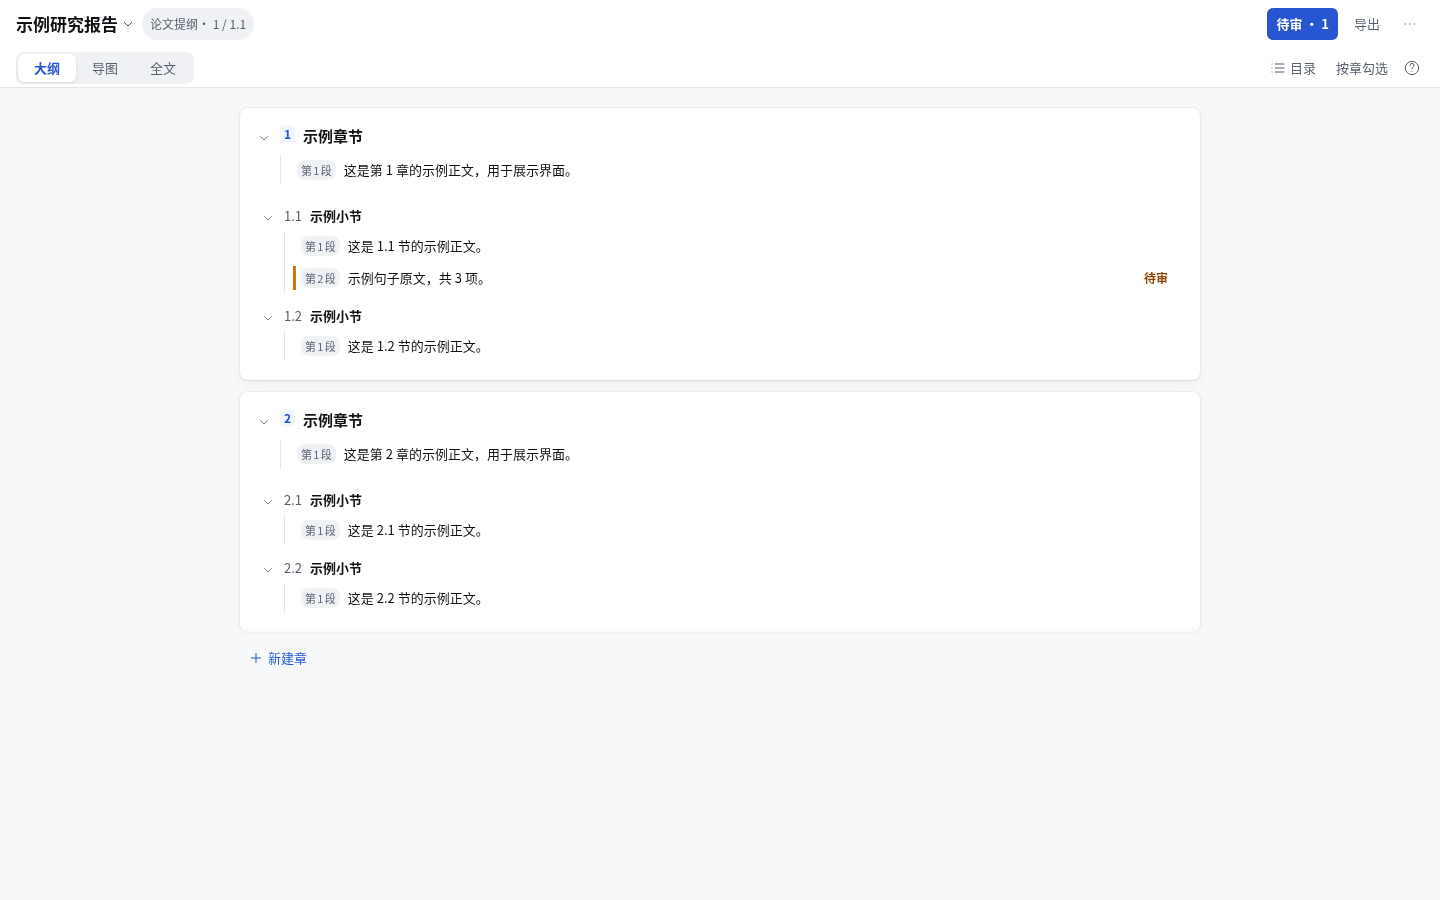 示例研究报告 论文提纲 · 1 / 1.1 待审 · 1 导出 ···
大纲 导图 全文 目录 按章勾选
1 示例章节
第1段 这是第 1 章的示例正文，用于展示界面。
1.1 示例小节
第1段 这是 1.1 节的示例正文。
第2段 示例句子原文，共 3 项。 待审
1.2 示例小节
第1段 这是 1.2 节的示例正文。
2 示例章节
第1段 这是第 2 章的示例正文，用于展示界面。
2.1 示例小节
第1段 这是 2.1 节的示例正文。
2.2 示例小节
第1段 这是 2.2 节的示例正文。
新建章